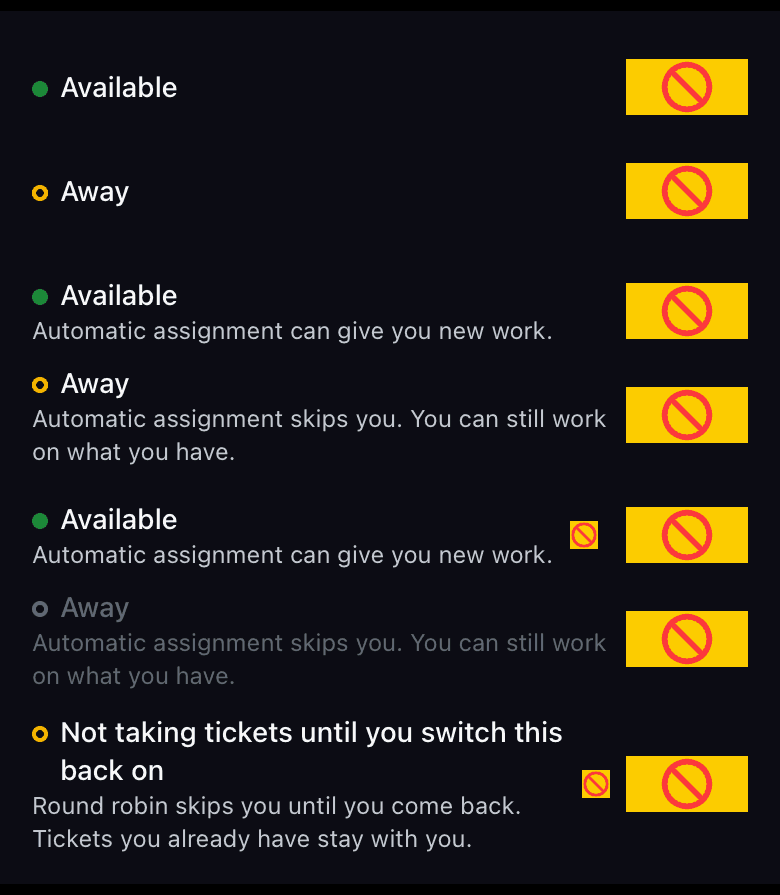 Available
Away
Available
Automatic assignment can give you new work.
Away
Automatic assignment skips you. You can still work
on what you have.
Available
Automatic assignment can give you new work.
Away
Automatic assignment skips you. You can still work
on what you have.
Not taking tickets until you switch this
back on
Round robin skips you until you come back.
Tickets you already have stay with you.